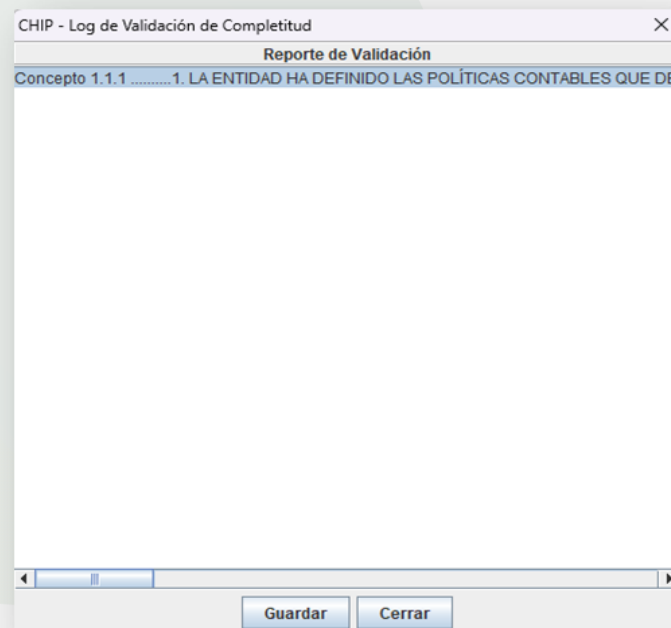 CHIP - Log de Validación de Completitud
Reporte de Validación
Concepto 1.1.1 .........1. LA ENTIDAD HA DEFINIDO LAS POLÍTICAS CONTABLES QUE DE
Guardar
Cerrar